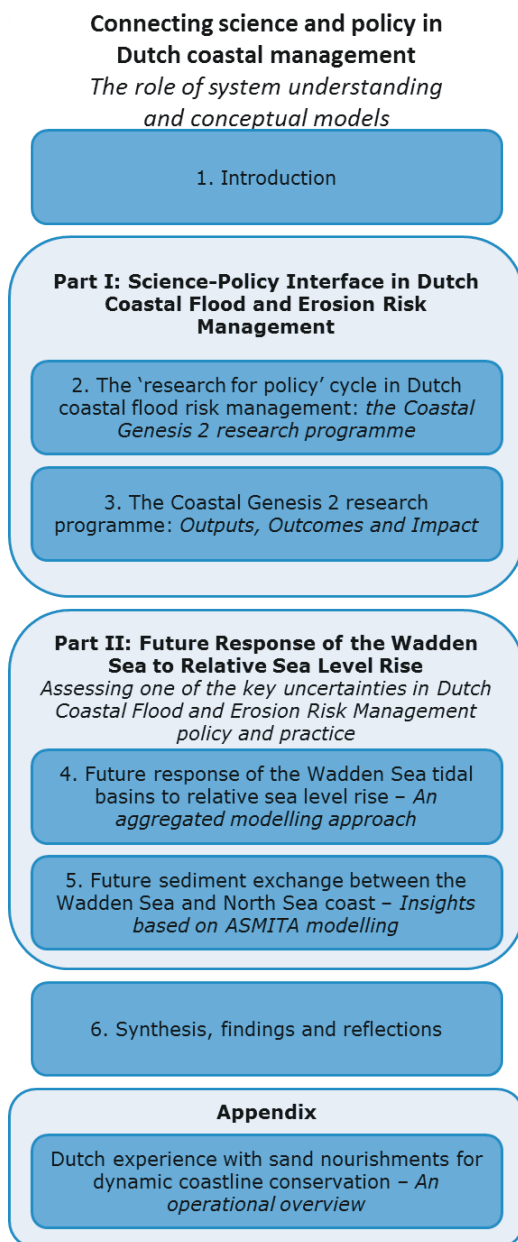 Connecting science and policy in
Dutch coastal management
The role of system understanding
and conceptual models
1. Introduction
Part I: Science-Policy Interface in Dutch
Coastal Flood and Erosion Risk
Management
2. The ‘research for policy’ cycle in Dutch
coastal flood risk management: the Coastal
Genesis 2 research programme
3. The Coastal Genesis 2 research
programme: Outputs, Outcomes and Impact
Part II: Future Response of the Wadden
Sea to Relative Sea Level Rise
Assessing one of the key uncertainties in Dutch
Coastal Flood and Erosion Risk Management
policy and practice
4. Future response of the Wadden Sea tidal
basins to relative sea level rise – An
aggregated modelling approach
5. Future sediment exchange between the
Wadden Sea and North Sea coast – Insights
based on ASMITA modelling
6. Synthesis, findings and reflections
Appendix
Dutch experience with sand nourishments for
dynamic coastline conservation – An
operational overview